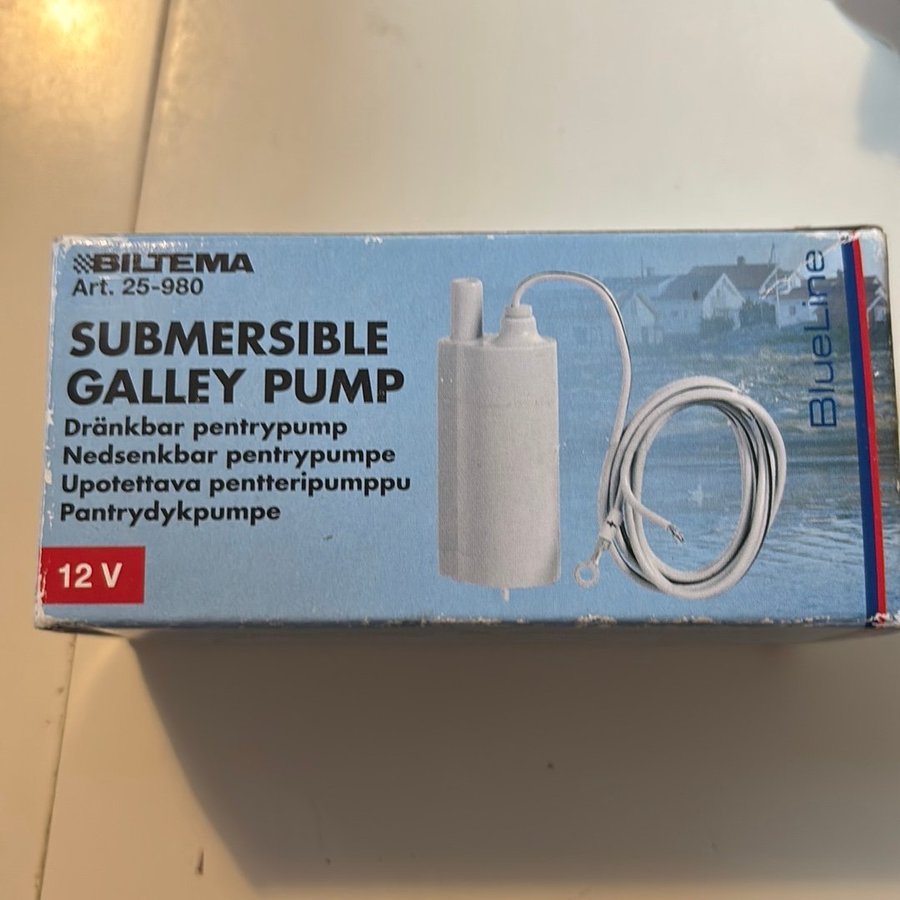 BILTEMA
Art. 25-980
SUBMERSIBLE
GALLEY PUMP
Dränkbar pentrypump
Nedsenkbar pentrypumpe
Upotettava pentteripumppu
Pantrydykpumpe
12 V
BlueLine